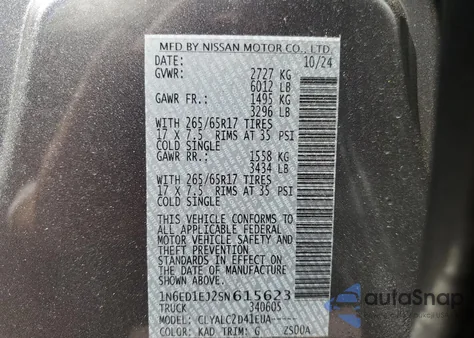 MFD BY NISSAN MOTOR CO., LTD.
DATE: 10/24
GVWR: 2727 KG
6012 LB
GAWR FR.: 1495 KG
3296 LB
WITH 265/65R17 TIRES
17 X 7.5 RIMS AT 35 PSI
COLD SINGLE
GAWR RR.: 1558 KG
3434 LB
WITH 265/65R17 TIRES
17 X 7.5 RIMS AT 35 PSI
COLD SINGLE
THIS VEHICLE CONFORMS TO
ALL APPLICABLE FEDERAL
MOTOR VEHICLE SAFETY AND
THEFT PREVENTION
STANDARDS IN EFFECT ON
THE DATE OF MANUFACTURE
SHOWN ABOVE.
1N6ED1EJ2SN615623
TRUCK 340605
MODEL: CLYALC2D41EUA-----
COLOR: KAD TRIM: G ZS00A
autoSnap